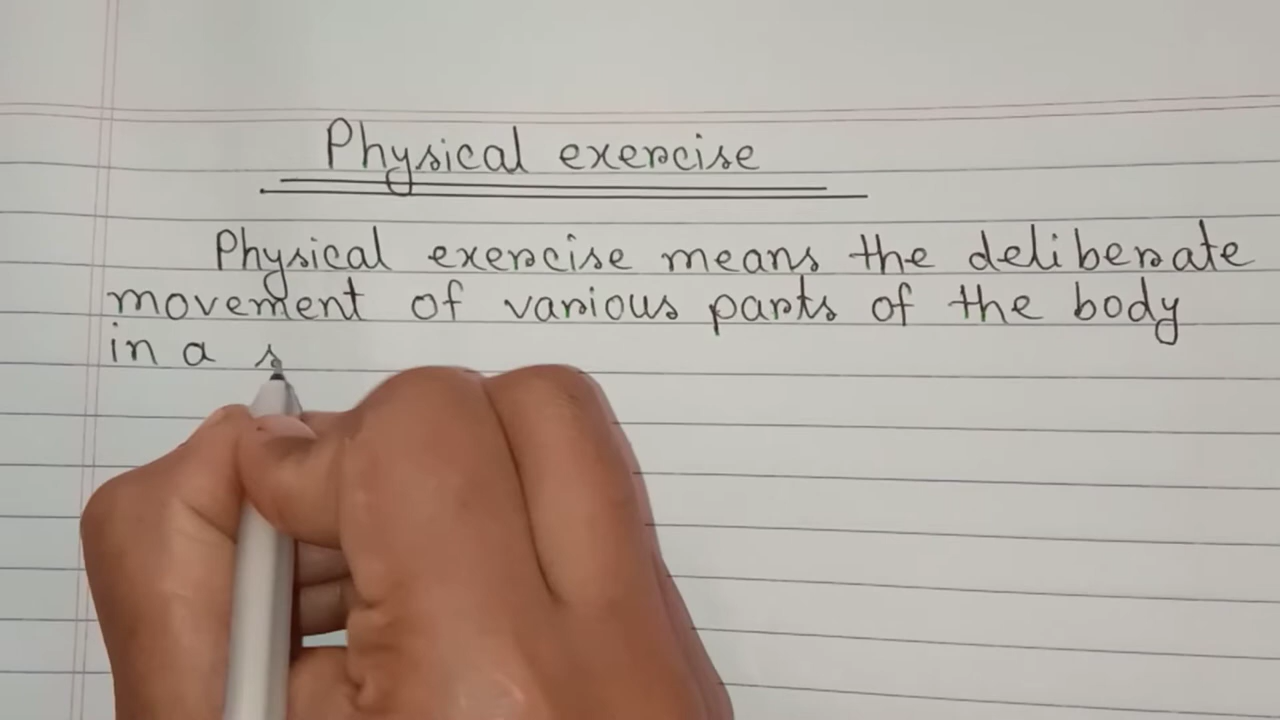 Physical exercise
Physical exercise means the deliberate
movement of various parts of the body
in a s